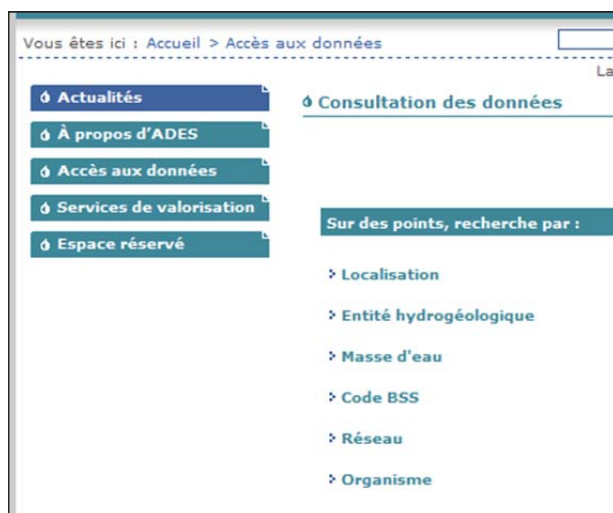 Vous êtes ici : Accueil > Accès aux données
La
Actualités
À propos d'ADES
Accès aux données
Services de valorisation
Espace réservé
Consultation des données
Sur des points, recherche par :
Localisation
Entité hydrogéologique
Masse d'eau
Code BSS
Réseau
Organisme